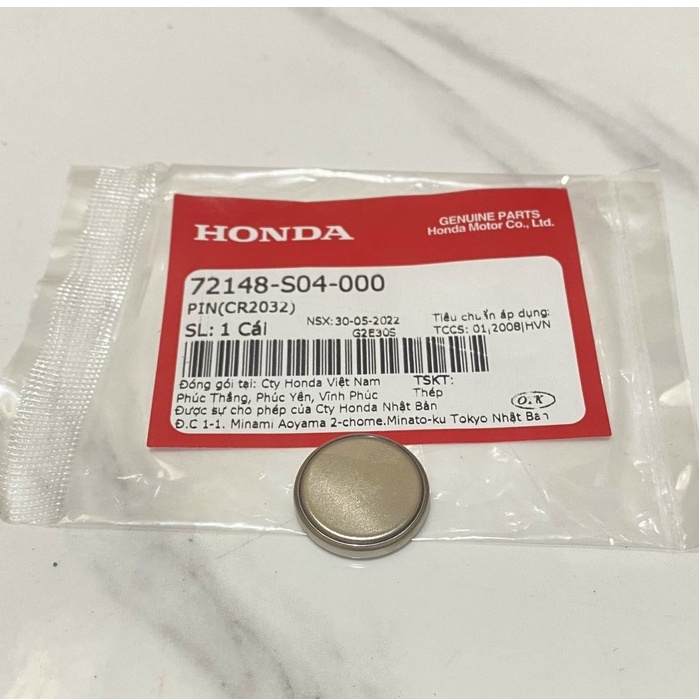 HONDA
GENUINE PARTS
Honda Motor Co., Ltd.
72148-S04-000
PIN(CR2032)
SL: 1 Cái
NSX: 30-05-2022
G2E30S
Tiêu chuẩn áp dụng:
TCCS: 01:2008|HVN
Đóng gói tại: Cty Honda Việt Nam
Phúc Thắng, Phúc Yên, Vĩnh Phúc
TSKT:
Thép
Được sự cho phép của Cty Honda Nhật Bản
Đ.C 1-1. Minami Aoyama 2-chome.Minato-ku Tokyo Nhật Bản
O.K